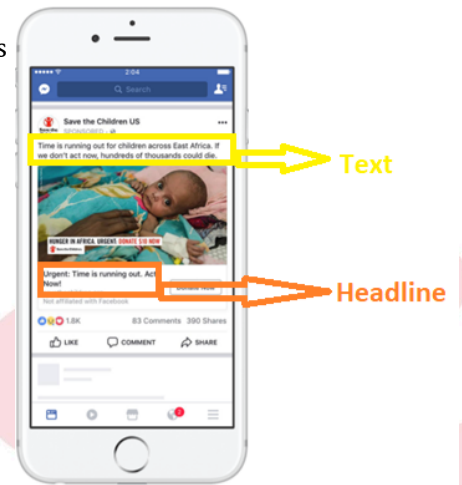 s
2:04
Search
Save the Children US
SPONSORED
Time is running out for children across East Africa. If
we don't act now, hundreds of thousands could die.
Text
HUNGER IN AFRICA. URGENT. DONATE $10 NOW
Save the Children
Urgent: Time is running out. Act
Now!
Donate Now
Headline
Not affiliated with Facebook
1.8K 83 Comments 390 Shares
LIKE COMMENT SHARE